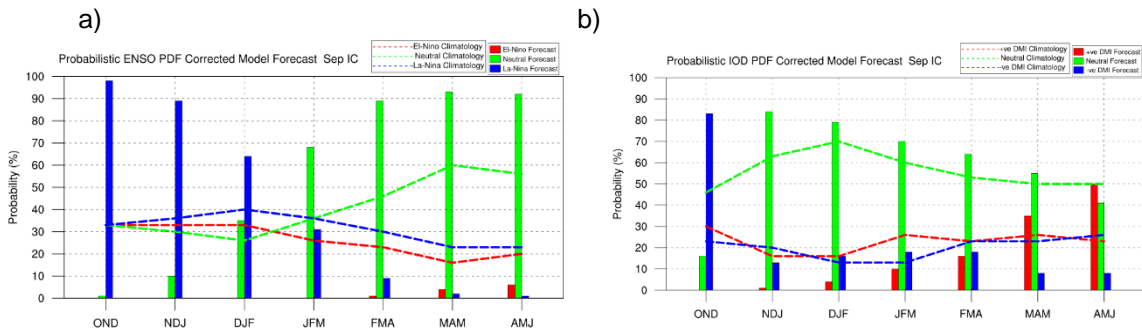 a)
Probabilistic ENSO PDF Corrected Model Forecast Sep IC
El-Nino Climatology
Neutral Climatology
La-Nina Climatology
El-Nino Forecast
Neutral Forecast
La-Nina Forecast
Probability (%)
100
90
80
70
60
50
40
30
20
10
0
OND NDJ DJF JFM FMA MAM AMJ
b)
Probabilistic IOD PDF Corrected Model Forecast Sep IC
+ve DMI Climatology
Neutral Climatology
-ve DMI Climatology
+ve DMI Forecast
Neutral Forecast
-ve DMI Forecast
Probability (%)
100
90
80
70
60
50
40
30
20
10
0
OND NDJ DJF JFM FMA MAM AMJ